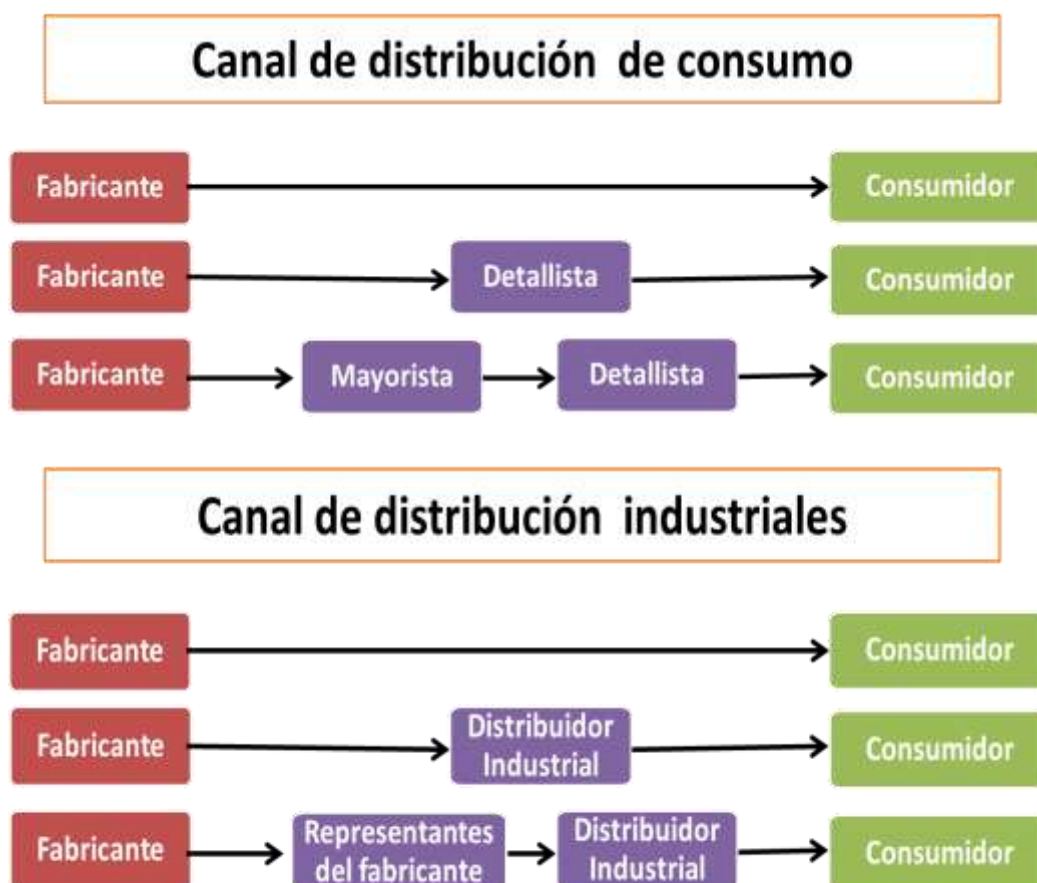 Canal de distribución de consumo
Fabricante Consumidor
Fabricante Detallista Consumidor
Fabricante Mayorista Detallista Consumidor
Canal de distribución industriales
Fabricante Consumidor
Fabricante Distribuidor Industrial Consumidor
Fabricante Representantes del fabricante Distribuidor Industrial Consumidor